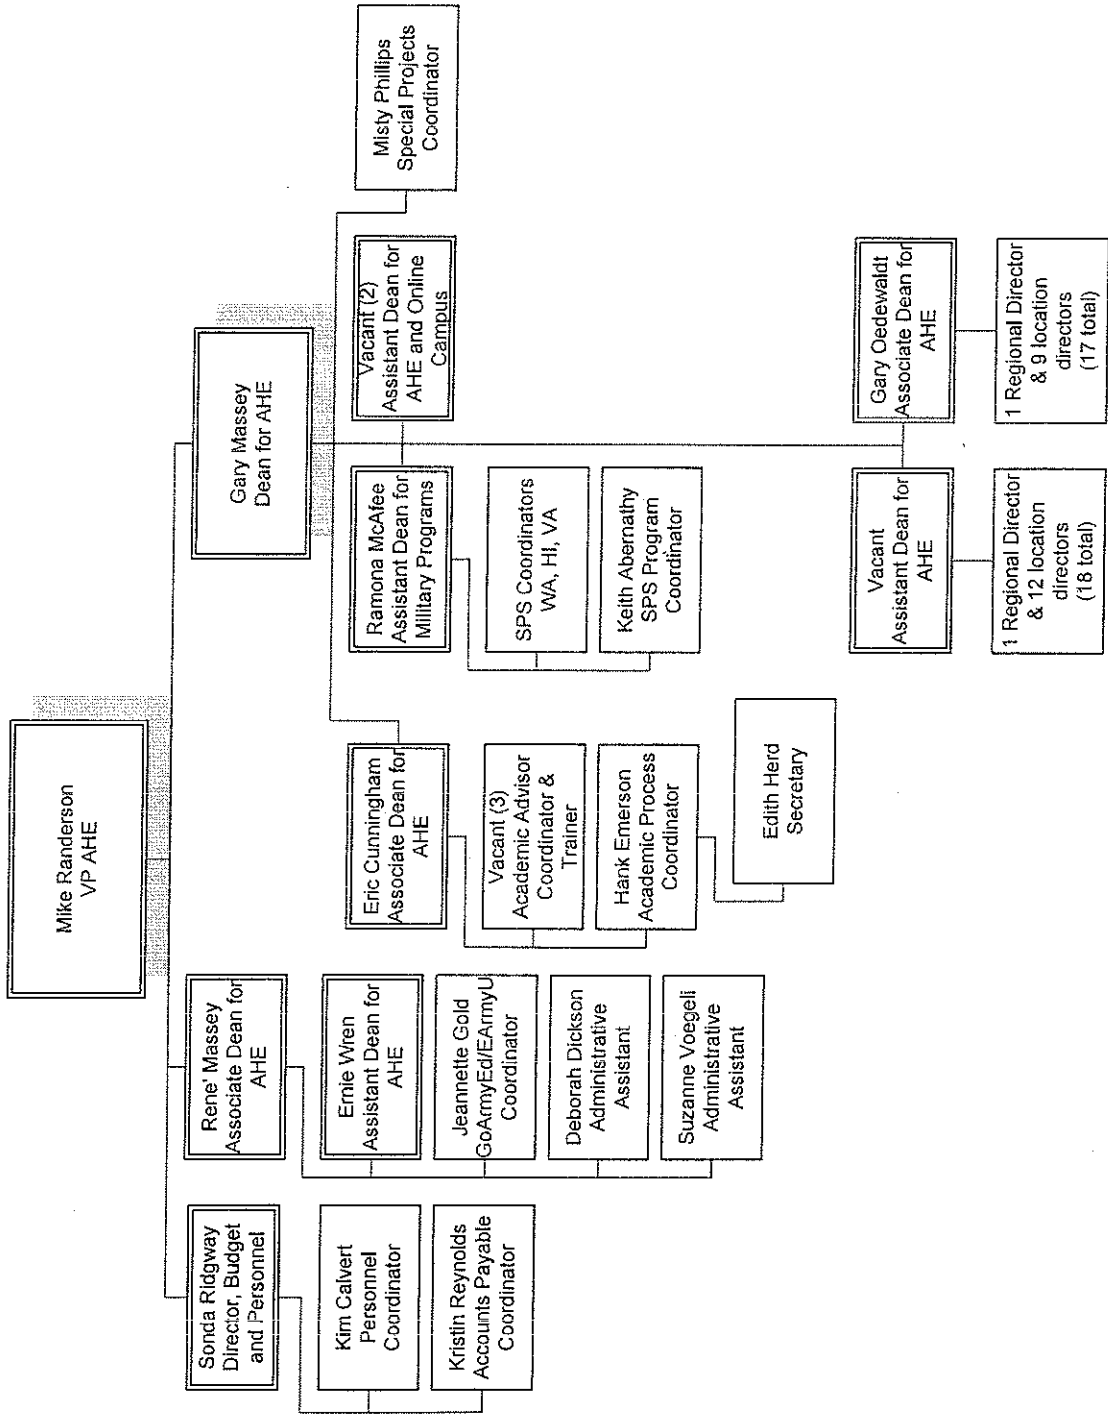 Mike Randerson
VP AHE
Sonda Ridgway
Director, Budget
and Personnel
Kim Calvert
Personnel
Coordinator
Kristin Reynolds
Accounts Payable
Coordinator
Rene' Massey
Associate Dean for
AHE
Ernie Wren
Assistant Dean for
AHE
Jeannette Gold
GoArmyEd/EArmyU
Coordinator
Deborah Dickson
Administrative
Assistant
Suzanne Voegeli
Administrative
Assistant
Gary Massey
Dean for AHE
Eric Cunningham
Associate Dean for
AHE
Vacant (3)
Academic Advisor
Coordinator &
Trainer
Hank Emerson
Academic Process
Coordinator
Edith Herd
Secretary
Ramona McAfee
Assistant Dean for
Military Programs
SPS Coordinators
WA, HI, VA
Keith Abernathy
SPS Program
Coordinator
Vacant (2)
Assistant Dean for
AHE and Online
Campus
Misty Phillips
Special Projects
Coordinator
Vacant
Assistant Dean for
AHE
1 Regional Director
& 12 location
directors
(18 total)
Gary Oedewaldt
Associate Dean for
AHE
1 Regional Director
& 9 location
directors
(17 total)